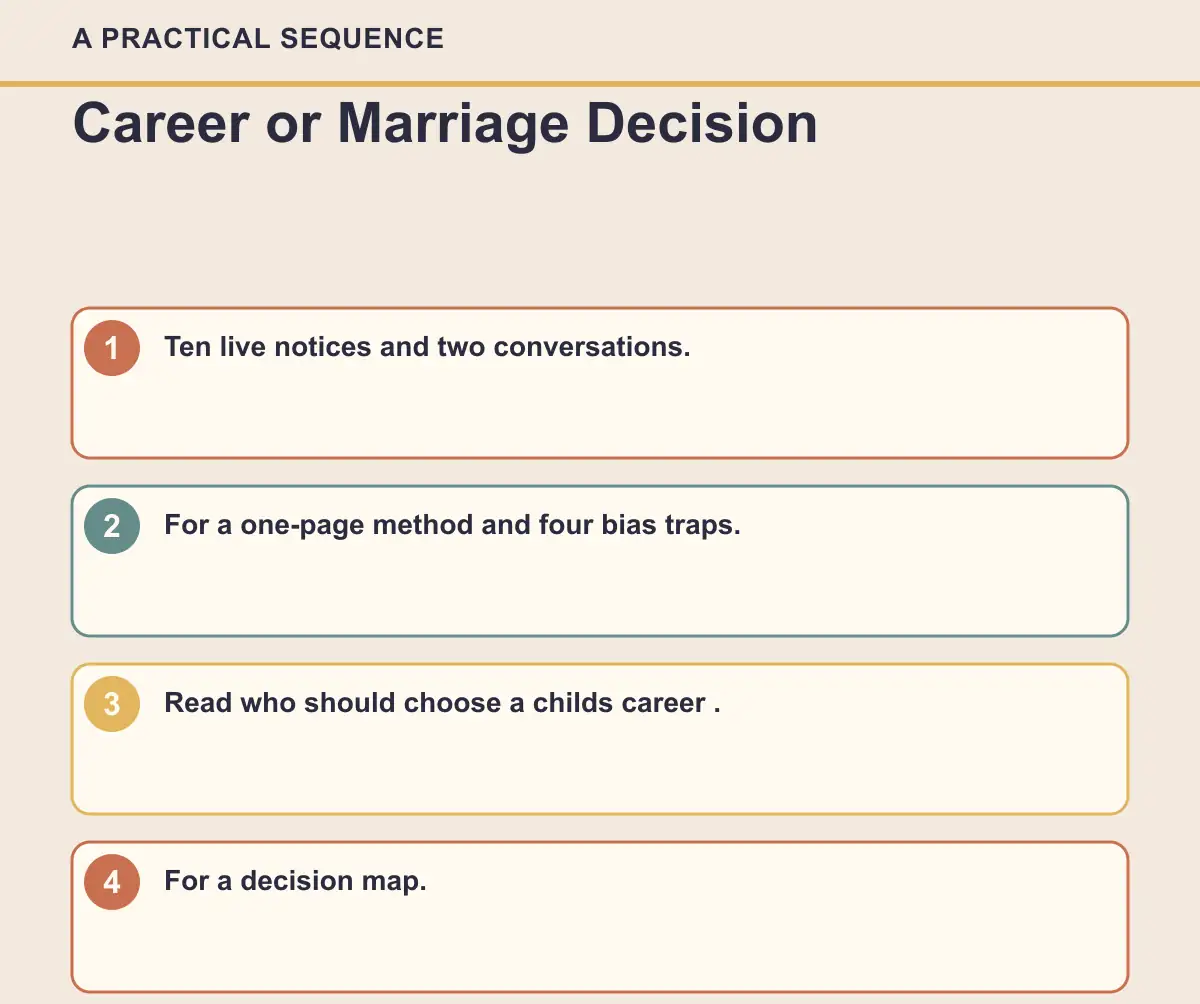 A PRACTICAL SEQUENCE
Career or Marriage Decision
1
Ten live notices and two conversations.
2
For a one-page method and four bias traps.
3
Read who should choose a childs career .
4
For a decision map.